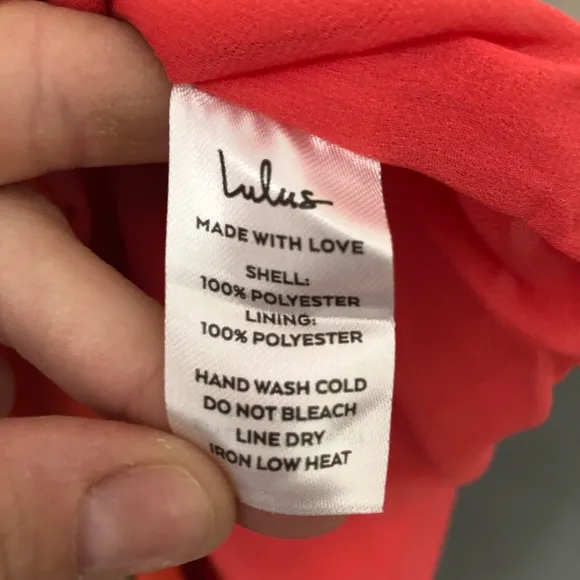 Lulus
MADE WITH LOVE
SHELL:
100% POLYESTER
LINING:
100% POLYESTER
HAND WASH COLD
DO NOT BLEACH
LINE DRY
IRON LOW HEAT